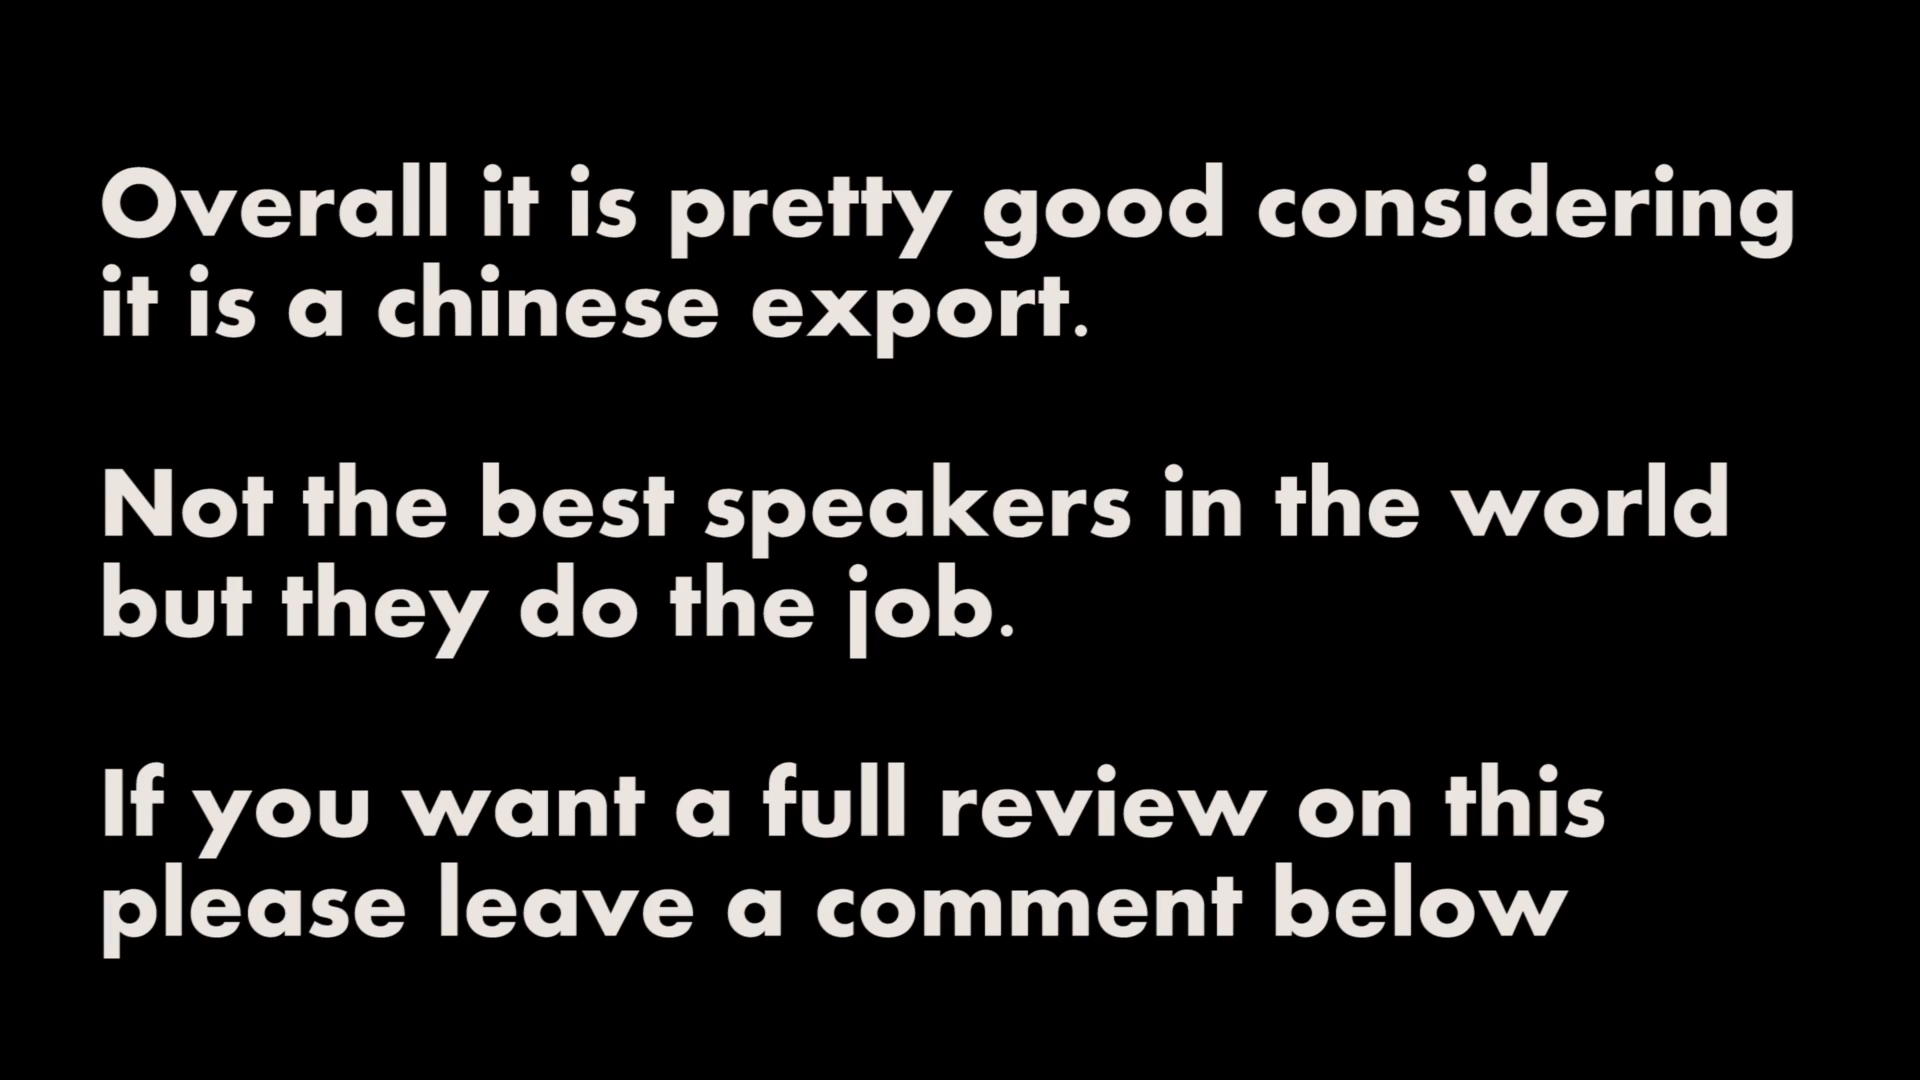 Overall it is pretty good considering
it is a chinese export.
Not the best speakers in the world
but they do the job.
If you want a full review on this
please leave a comment below